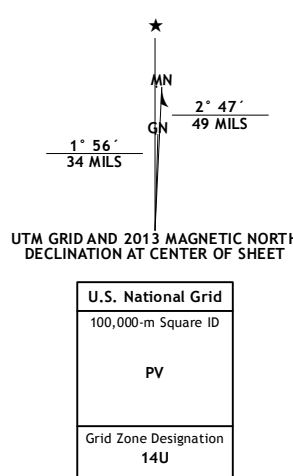 ★
MN
GN
2° 47´
49 MILS
1° 56´
34 MILS
UTM GRID AND 2013 MAGNETIC NORTH
DECLINATION AT CENTER OF SHEET
U.S. National Grid
100,000-m Square ID
PV
Grid Zone Designation
14U